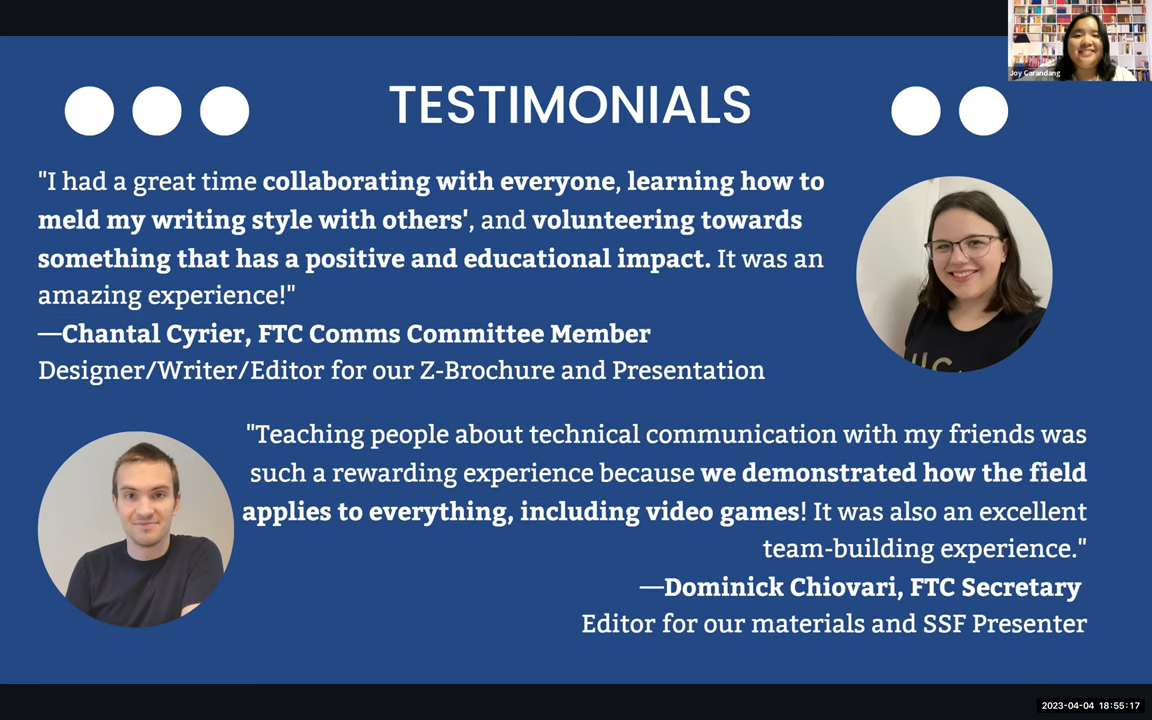 Joy Carandang
TESTIMONIALS
"I had a great time collaborating with everyone, learning how to
meld my writing style with others', and volunteering towards
something that has a positive and educational impact. It was an
amazing experience!"
—Chantal Cyrier, FTC Comms Committee Member
Designer/Writer/Editor for our Z-Brochure and Presentation
"Teaching people about technical communication with my friends was
such a rewarding experience because we demonstrated how the field
applies to everything, including video games! It was also an excellent
team-building experience."
—Dominick Chiovari, FTC Secretary
Editor for our materials and SSF Presenter
2023-04-04 18:55:17